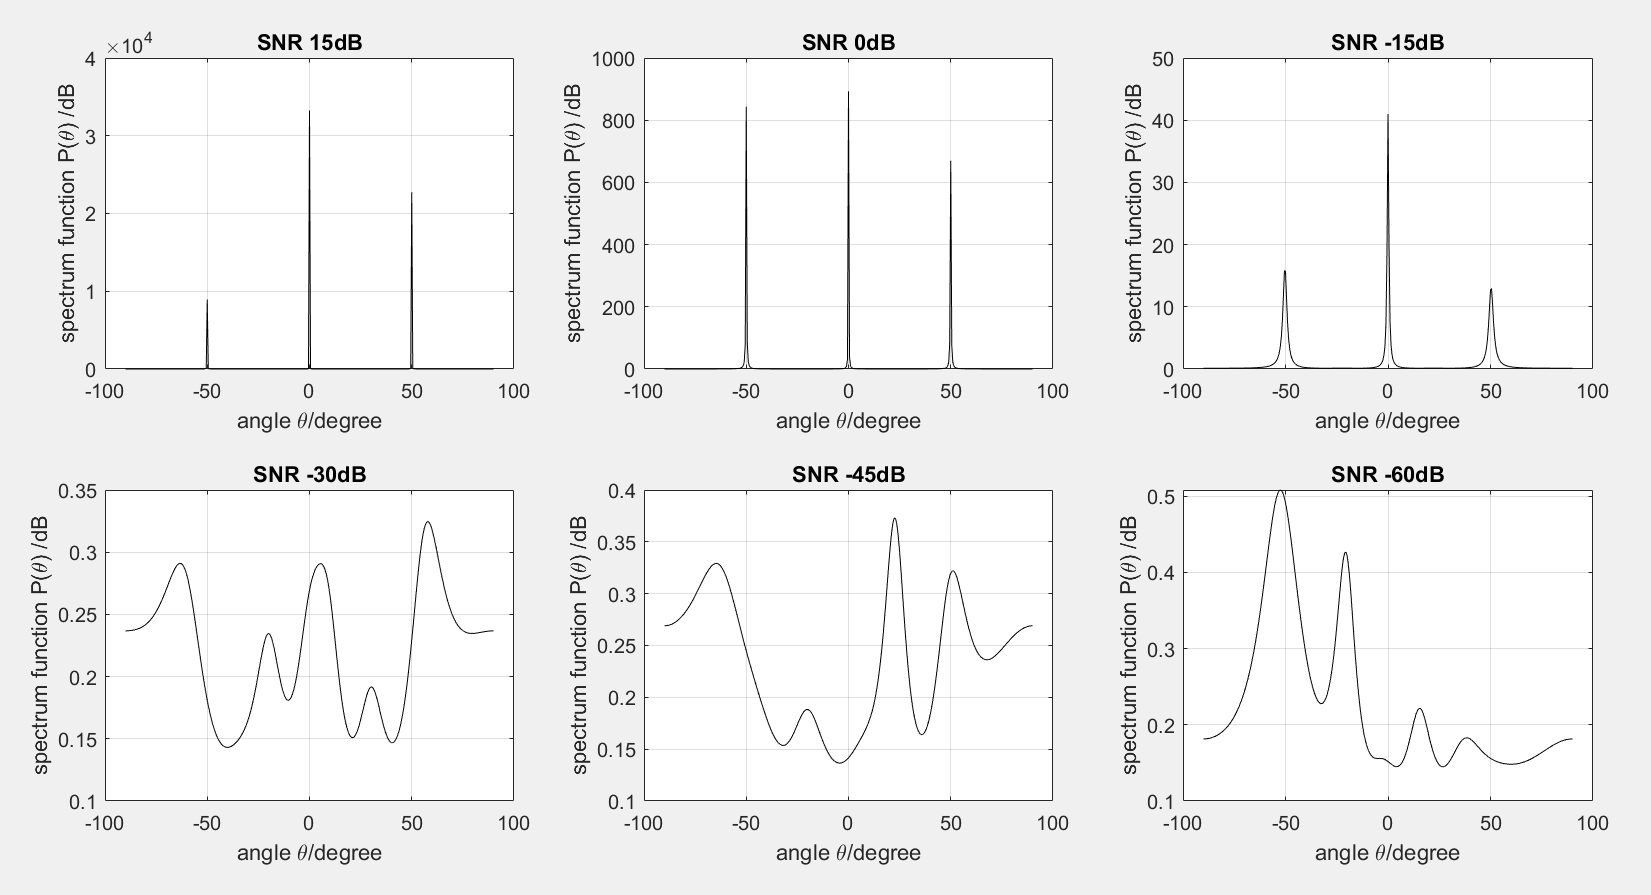 SNR 15dB
×10^4
4
3
2
1
0
-100 -50 0 50 100
angle θ/degree
spectrum function P(θ) /dB
SNR 0dB
1000
800
600
400
200
0
-100 -50 0 50 100
angle θ/degree
spectrum function P(θ) /dB
SNR -15dB
50
40
30
20
10
0
-100 -50 0 50 100
angle θ/degree
spectrum function P(θ) /dB
SNR -30dB
0.35
0.3
0.25
0.2
0.15
0.1
-100 -50 0 50 100
angle θ/degree
spectrum function P(θ) /dB
SNR -45dB
0.4
0.35
0.3
0.25
0.2
0.15
0.1
-100 -50 0 50 100
angle θ/degree
spectrum function P(θ) /dB
SNR -60dB
0.5
0.4
0.3
0.2
0.1
-100 -50 0 50 100
angle θ/degree
spectrum function P(θ) /dB